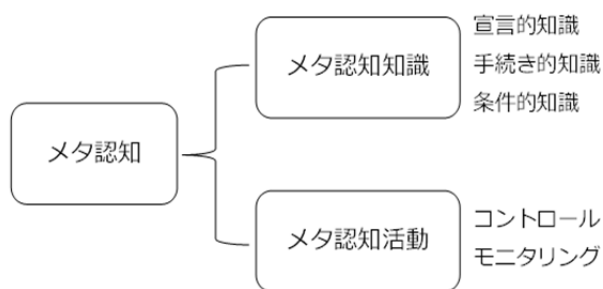 メタ認知
メタ認知知識
宣言的知識
手続き的知識
条件的知識
メタ認知活動
コントロール
モニタリング